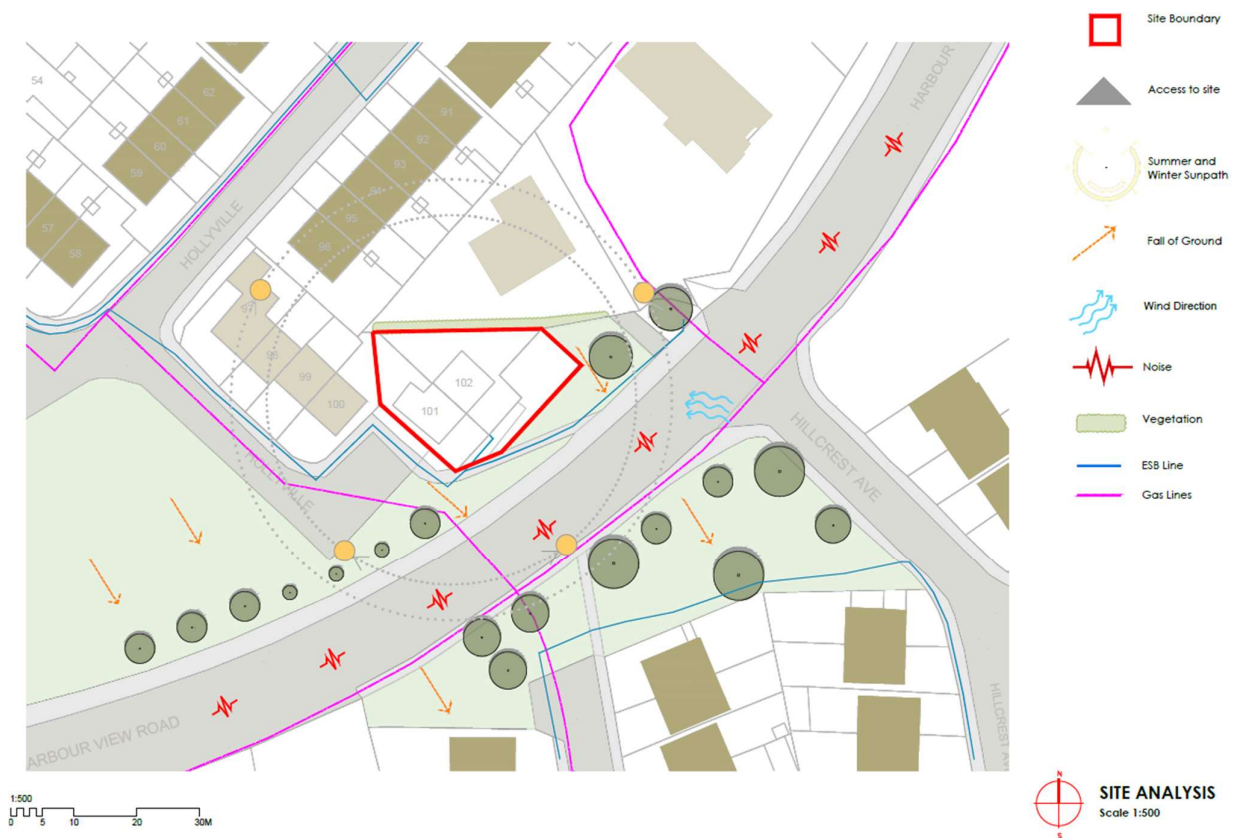 54
62
61
60
59
57
58
91
92
93
94
95
96
97
98
99
100
101
102
HOLLYVILLE
HOLLYVILLE
HARBOUR
HILLCREST AVE
HILLCREST AVE
ARBOUR VIEW ROAD
Site Boundary
Access to site
Summer and
Winter Sunpath
Fall of Ground
Wind Direction
Noise
Vegetation
ESB Line
Gas Lines
1:500
0 5 10 20 30M
N
S
SITE ANALYSIS
Scale 1:500